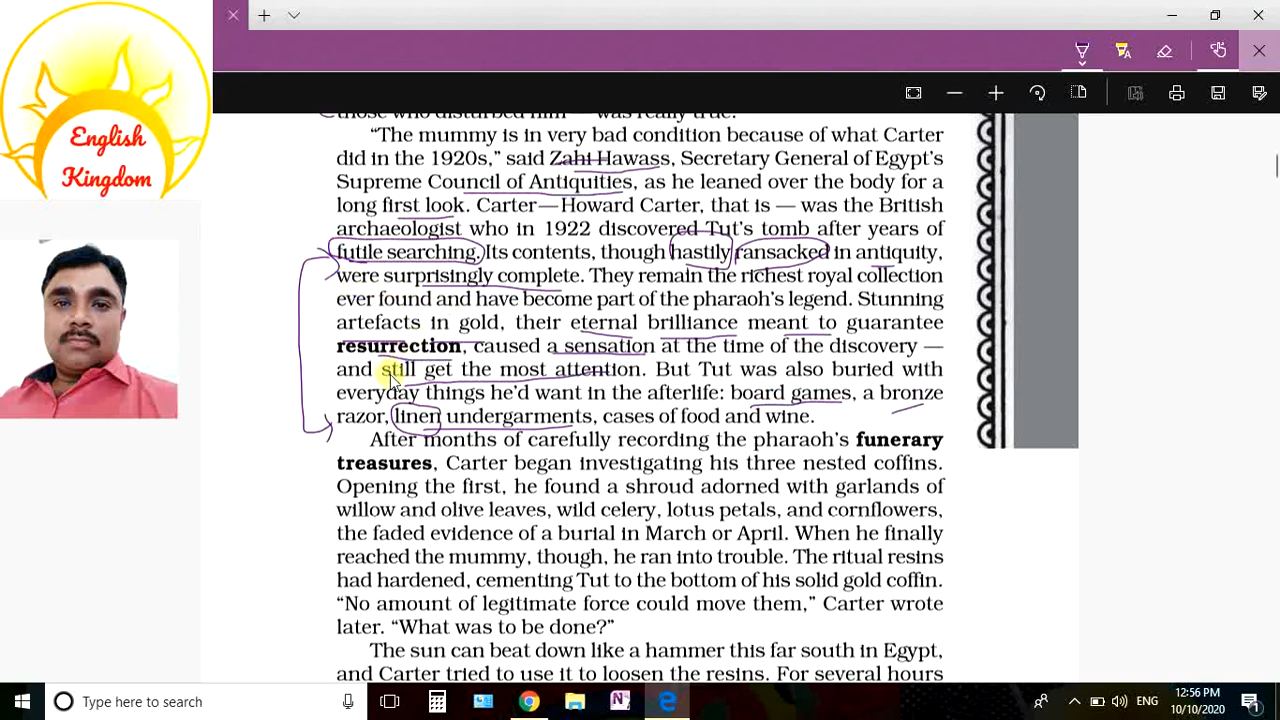 English
Kingdom
those who disturbed him — was really true.
“The mummy is in very bad condition because of what Carter
did in the 1920s,” said Zahi Hawass, Secretary General of Egypt’s
Supreme Council of Antiquities, as he leaned over the body for a
long first look. Carter—Howard Carter, that is — was the British
archaeologist who in 1922 discovered Tut’s tomb after years of
futile searching. Its contents, though hastily ransacked in antiquity,
were surprisingly complete. They remain the richest royal collection
ever found and have become part of the pharaoh’s legend. Stunning
artefacts in gold, their eternal brilliance meant to guarantee
resurrection, caused a sensation at the time of the discovery —
and still get the most attention. But Tut was also buried with
everyday things he’d want in the afterlife: board games, a bronze
razor, linen undergarments, cases of food and wine.
After months of carefully recording the pharaoh’s funerary
treasures, Carter began investigating his three nested coffins.
Opening the first, he found a shroud adorned with garlands of
willow and olive leaves, wild celery, lotus petals, and cornflowers,
the faded evidence of a burial in March or April. When he finally
reached the mummy, though, he ran into trouble. The ritual resins
had hardened, cementing Tut to the bottom of his solid gold coffin.
“No amount of legitimate force could move them,” Carter wrote
later. “What was to be done?”
The sun can beat down like a hammer this far south in Egypt,
and Carter tried to use it to loosen the resins. For several hours
Type here to search
ENG
12:56 PM
10/10/2020
1